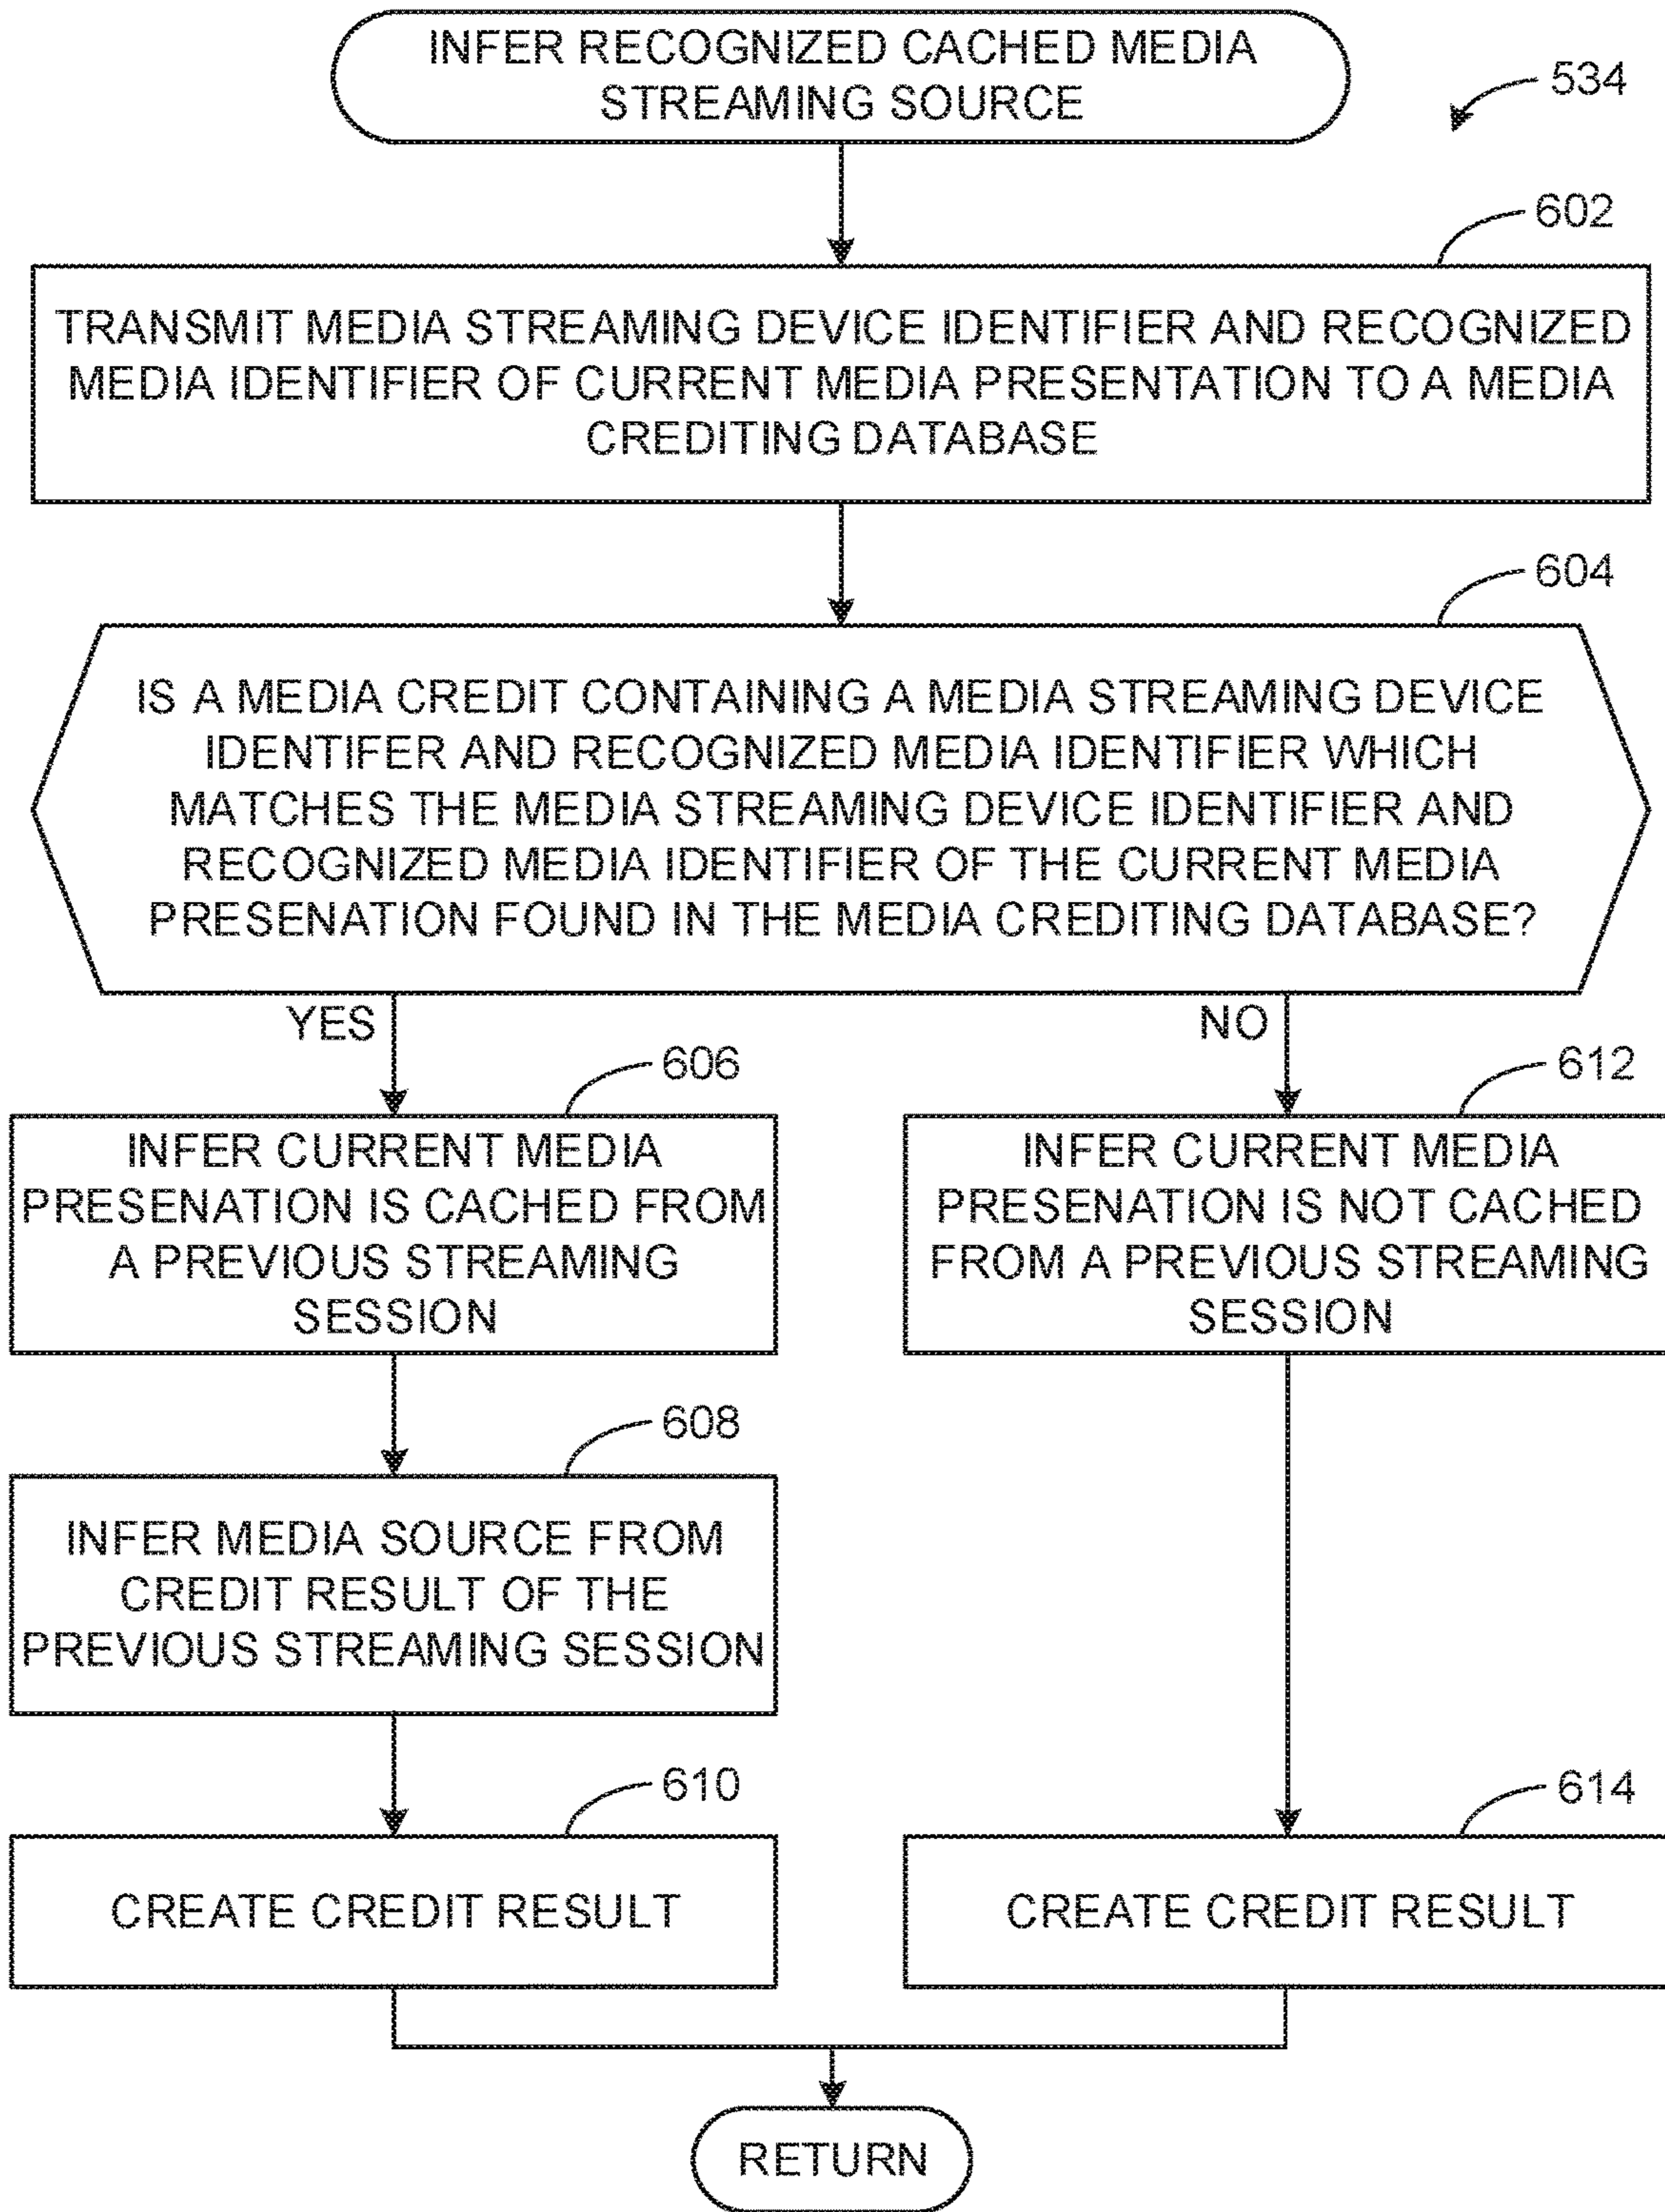 INFER RECOGNIZED CACHED MEDIA
STREAMING SOURCE
534
602
TRANSMIT MEDIA STREAMING DEVICE IDENTIFIER AND RECOGNIZED
MEDIA IDENTIFIER OF CURRENT MEDIA PRESENTATION TO A MEDIA
CREDITING DATABASE
604
IS A MEDIA CREDIT CONTAINING A MEDIA STREAMING DEVICE
IDENTIFER AND RECOGNIZED MEDIA IDENTIFIER WHICH
MATCHES THE MEDIA STREAMING DEVICE IDENTIFIER AND
RECOGNIZED MEDIA IDENTIFIER OF THE CURRENT MEDIA
PRESENATION FOUND IN THE MEDIA CREDITING DATABASE?
YES
606
INFER CURRENT MEDIA
PRESENATION IS CACHED FROM
A PREVIOUS STREAMING
SESSION
608
INFER MEDIA SOURCE FROM
CREDIT RESULT OF THE
PREVIOUS STREAMING SESSION
610
CREATE CREDIT RESULT
NO
612
INFER CURRENT MEDIA
PRESENATION IS NOT CACHED
FROM A PREVIOUS STREAMING
SESSION
614
CREATE CREDIT RESULT
RETURN